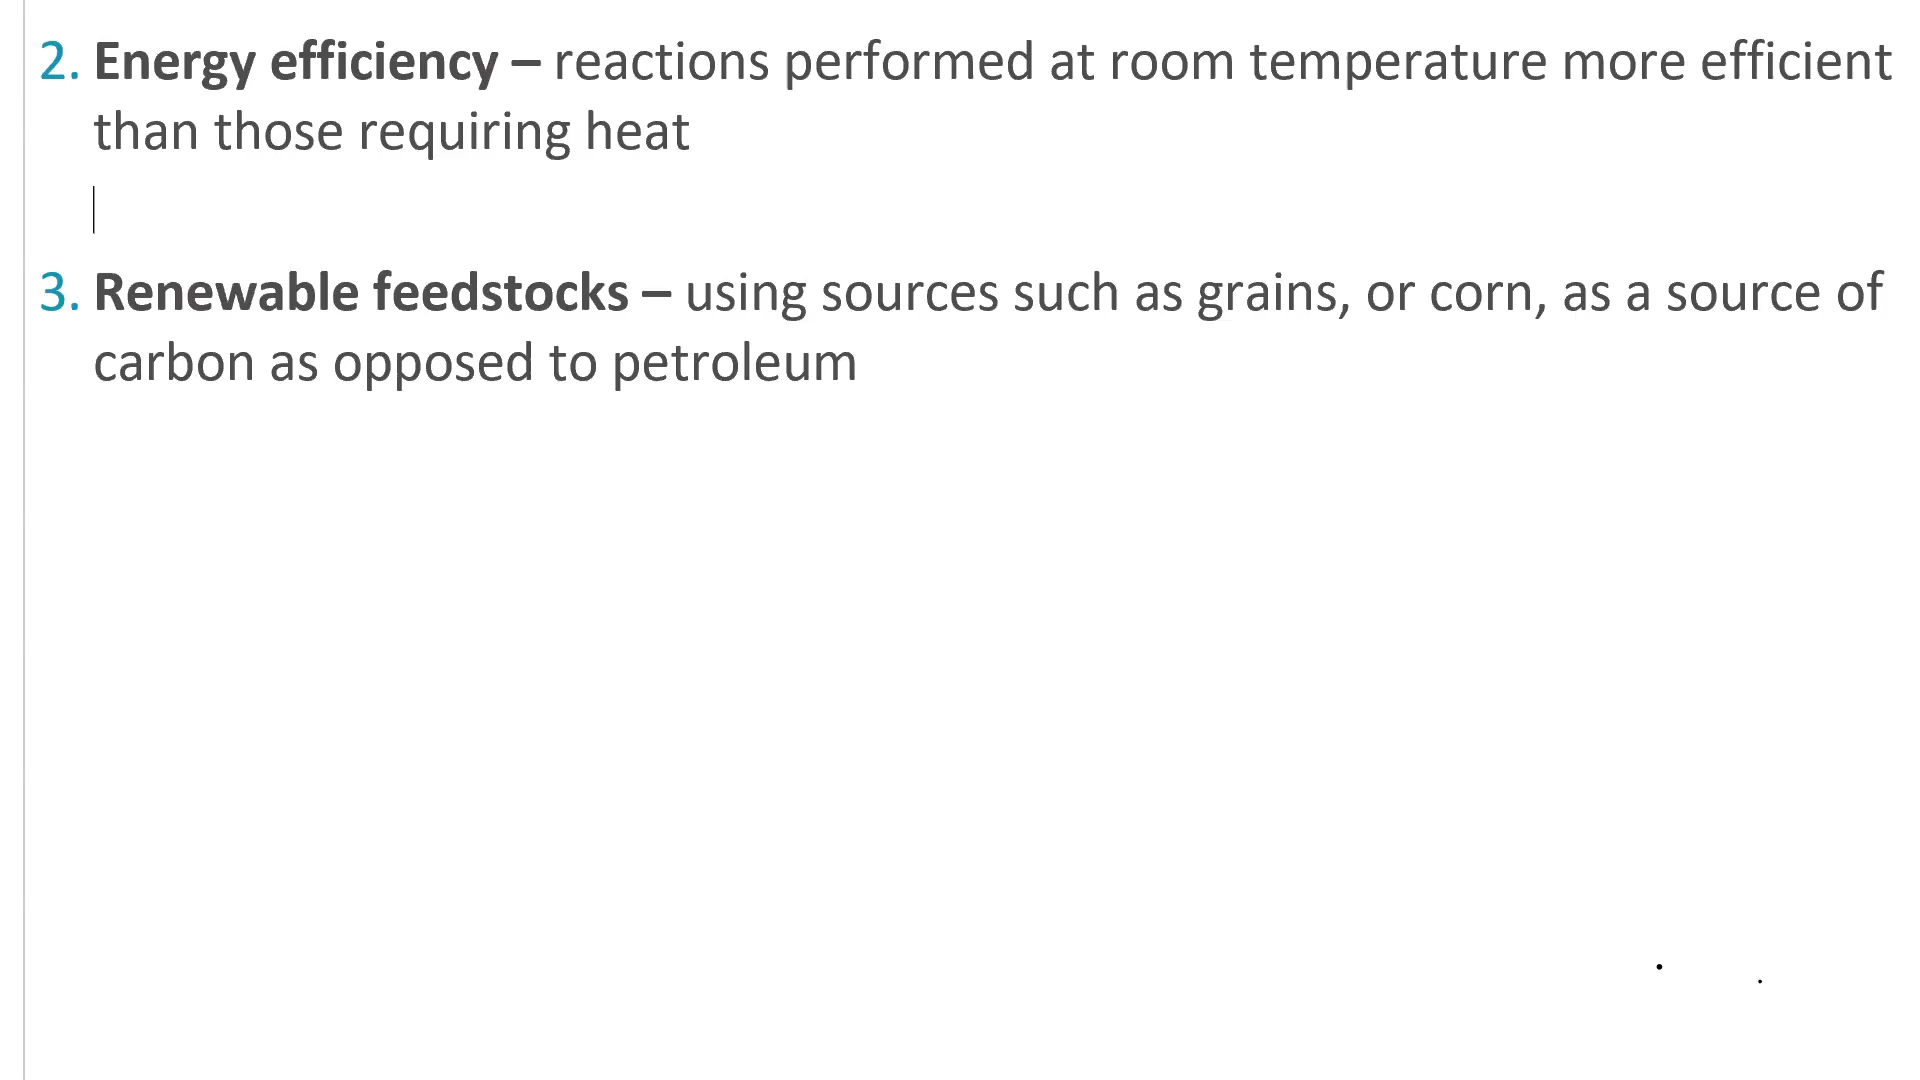 2. Energy efficiency – reactions performed at room temperature more efficient
than those requiring heat
3. Renewable feedstocks – using sources such as grains, or corn, as a source of
carbon as opposed to petroleum